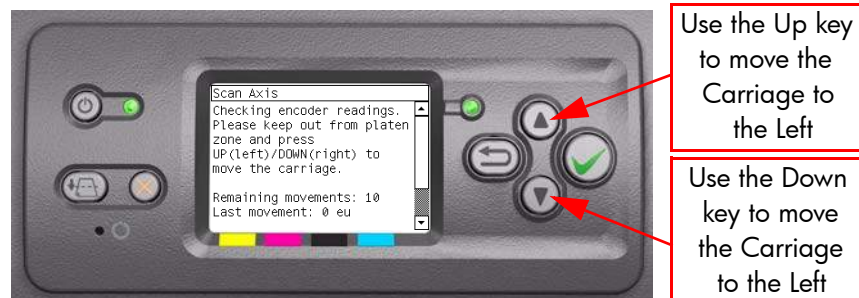 Scan Axis
Checking encoder readings.
Please keep out from platen
zone and press
UP(left)/DOWN(right) to
move the carriage.
Remaining movements: 10
Last movement: 0 eu
Use the Up key
to move the
Carriage to
the Left
Use the Down
key to move
the Carriage
to the Left